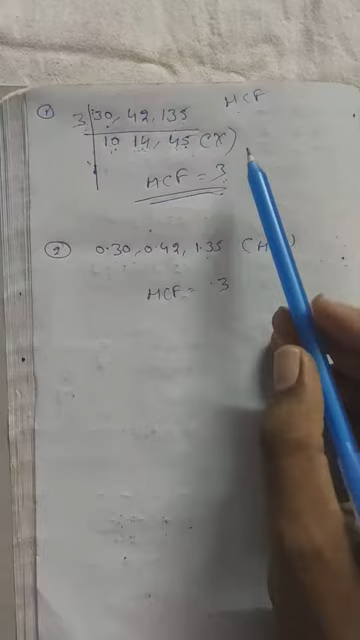 ① 3 | 30, 42, 135 HCF
10 14, 45 (X)
HCF = 3
② 0.30, 0.42, 1.35 (H
HCF = .3